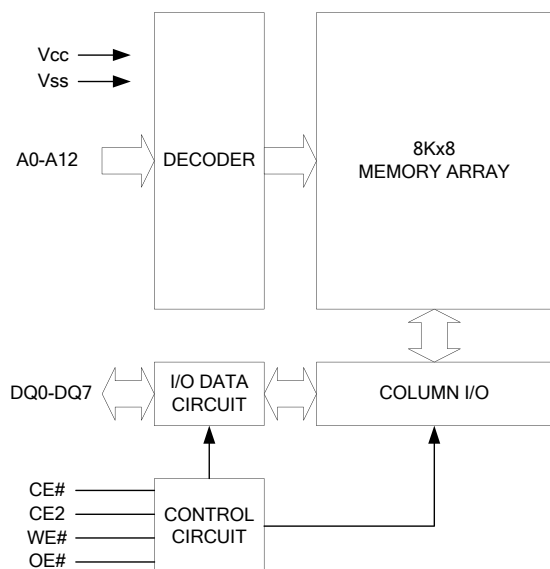 Vcc
Vss
A0-A12
DECODER
8Kx8
MEMORY ARRAY
DQ0-DQ7
I/O DATA
CIRCUIT
COLUMN I/O
CE#
CE2
WE#
OE#
CONTROL
CIRCUIT